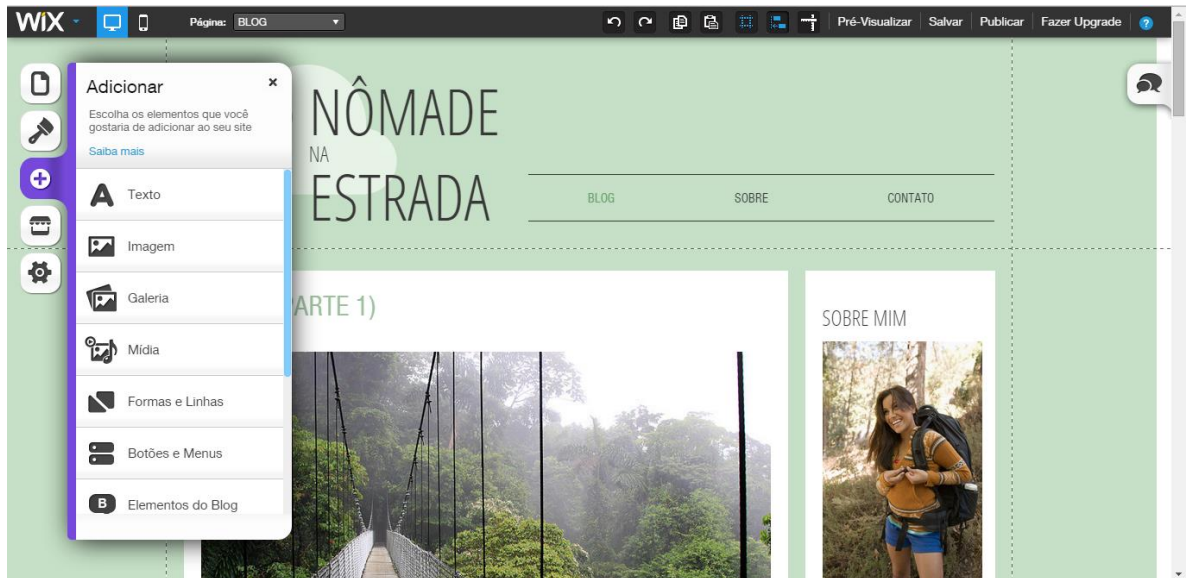 WiX
Página: BLOG
Pré-Visualizar Salvar Publicar Fazer Upgrade ?
Adicionar ×
Escolha os elementos que você
gostaria de adicionar ao seu site
Saiba mais
Texto
Imagem
Galeria
Mídia
Formas e Linhas
Botões e Menus
B Elementos do Blog
NÔMADE
NA
ESTRADA
BLOG SOBRE CONTATO
PARTE 1)
SOBRE MIM